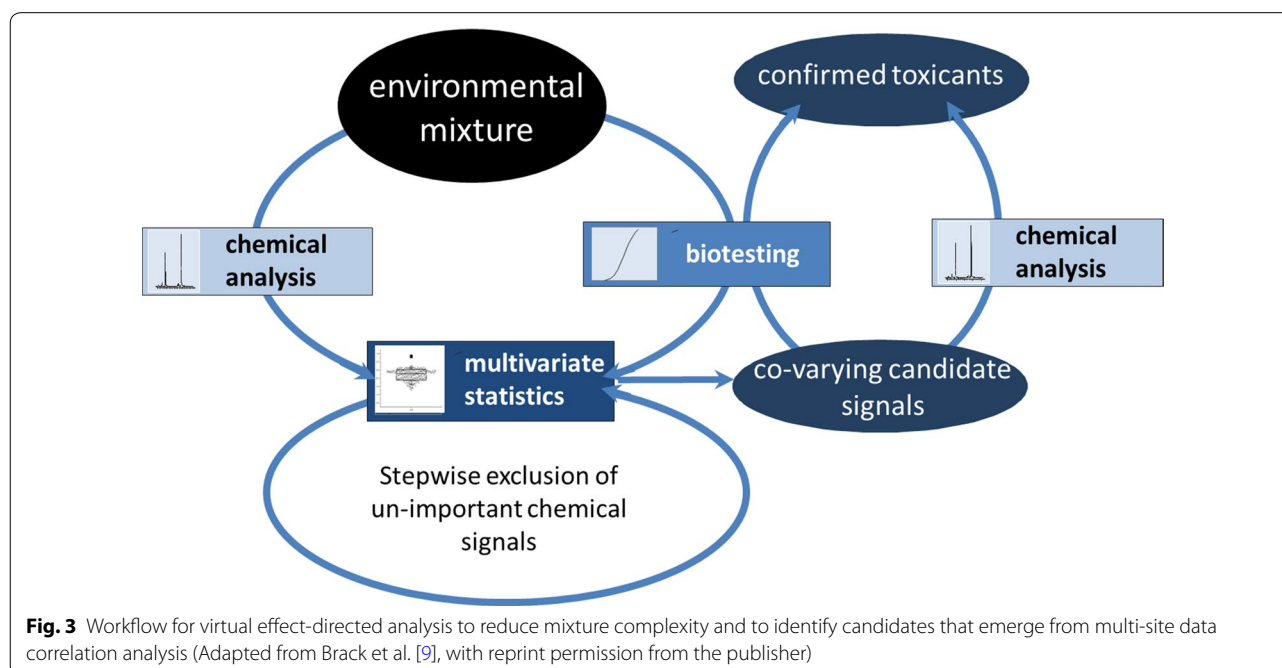 environmental
mixture
confirmed toxicants
chemical
analysis
biotesting
chemical
analysis
multivariate
statistics
co-varying candidate
signals
Stepwise exclusion of
un-important chemical
signals
Fig. 3 Workflow for virtual effect-directed analysis to reduce mixture complexity and to identify candidates that emerge from multi-site data
correlation analysis (Adapted from Brack et al. [9], with reprint permission from the publisher)